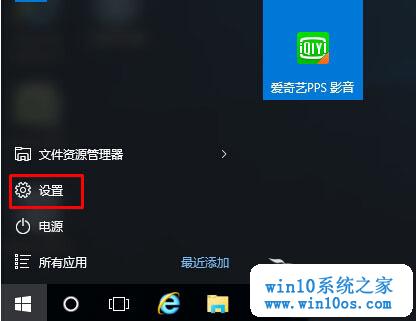 iQIYI
爱奇艺PPS 影音
文件资源管理器
设置
电源
所有应用 最近添加
win10系统之家
www.win10os.com